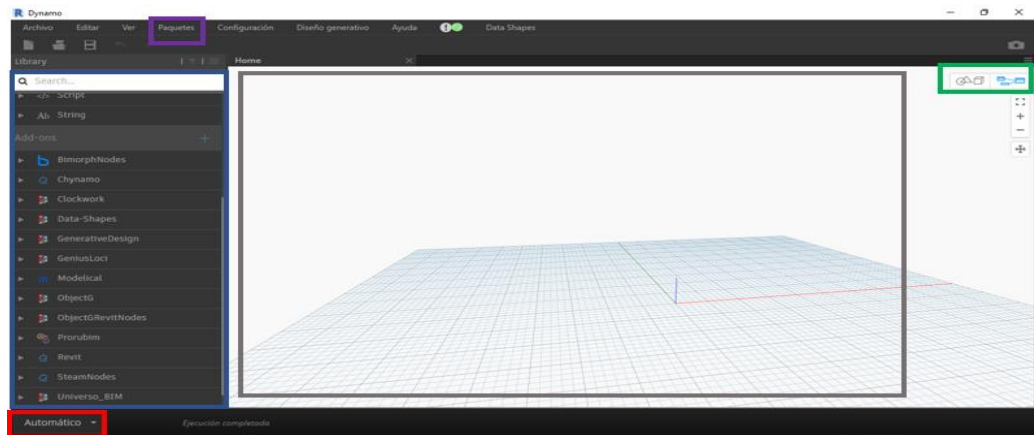 Dynamo
Archivo Editar Ver Paquetes Configuración Diseño generativo Ayuda Data Shapes
Library
Home
Search...
Script
Ab String
Add-ons
BimorphNodes
Chynamo
Clockwork
Data-Shapes
GenerativeDesign
GeniusLoci
Modelical
ObjectG
ObjectGRevitNodes
Prorubim
Revit
SteamNodes
Universo_BIM
Automático
Ejecución completada